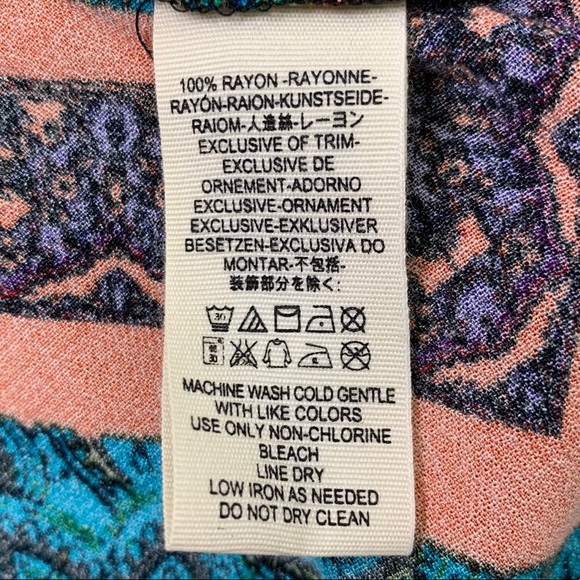 100% RAYON -RAYONNE-
RAYÓN-RAION-KUNSTSEIDE-
RAIOM-人造絲-レーヨン
EXCLUSIVE OF TRIM-
EXCLUSIVE DE
ORNEMENT-ADORNO
EXCLUSIVE-ORNAMENT
EXCLUSIVE-EXKLUSIVER
BESETZEN-EXCLUSIVA DO
MONTAR-不包括-
装飾部分を除く:
30
30
MACHINE WASH COLD GENTLE
WITH LIKE COLORS
USE ONLY NON-CHLORINE
BLEACH
LINE DRY
LOW IRON AS NEEDED
DO NOT DRY CLEAN